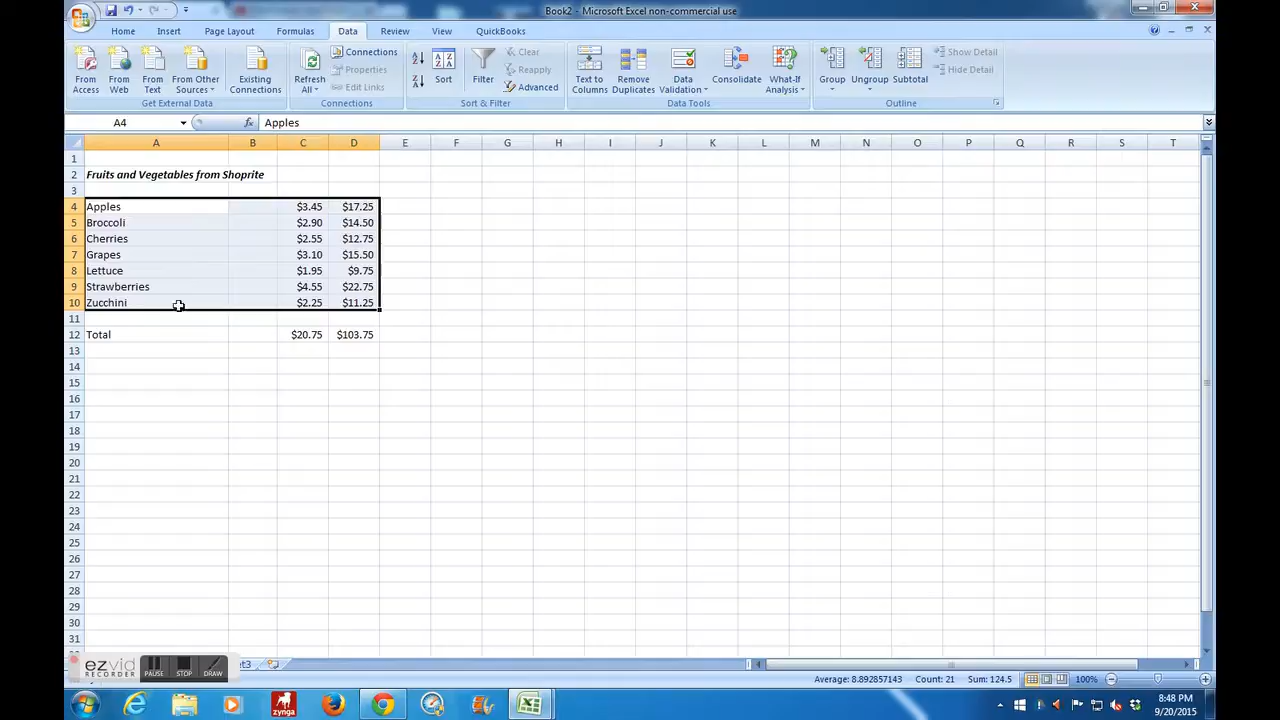 Book2 - Microsoft Excel non-commercial use
Home Insert Page Layout Formulas Data Review View QuickBooks
From Access
From Web
From Text
From Other Sources
Existing Connections
Get External Data
Refresh All
Connections
Properties
Edit Links
Connections
Sort
Filter
Clear
Reapply
Advanced
Sort & Filter
Text to Columns
Remove Duplicates
Data Validation
Consolidate
What-If Analysis
Data Tools
Group
Ungroup
Subtotal
Show Detail
Hide Detail
Outline
A4 fx Apples
A B C D E F H I J K L M N O P Q R S T
1
2 Fruits and Vegetables from Shoprite
3
4 Apples $3.45 $17.25
5 Broccoli $2.90 $14.50
6 Cherries $2.55 $12.75
7 Grapes $3.10 $15.50
8 Lettuce $1.95 $9.75
9 Strawberries $4.55 $22.75
10 Zucchini $2.25 $11.25
11
12 Total $20.75 $103.75
13
14
15
16
17
18
19
20
21
22
23
24
25
26
27
28
29
30
31
ezvid RECORDER PAUSE STOP DRAW
et3
Average: 8.892857143 Count: 21 Sum: 124.5 100%
zynga
8:48 PM
9/20/2015